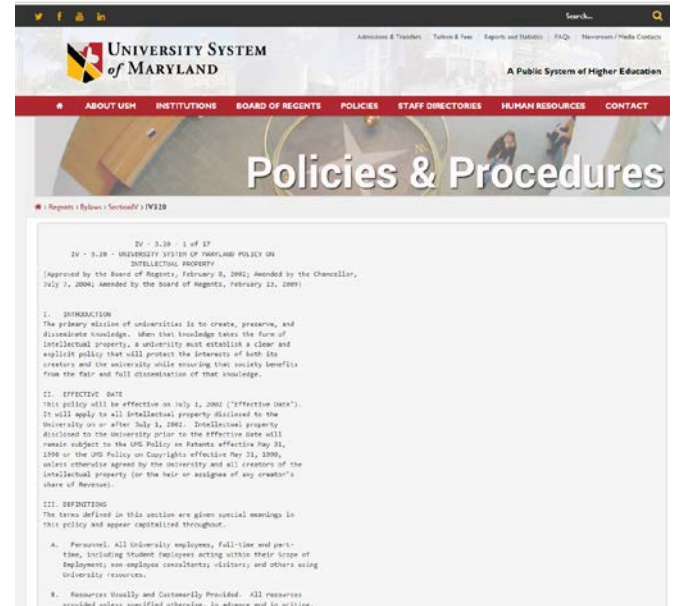 Search...
Admissions & Transfers Tuition & Fees Reports and Statistics FAQs Newsroom / Media Contacts
UNIVERSITY SYSTEM
of MARYLAND
A Public System of Higher Education
ABOUT USM INSTITUTIONS BOARD OF REGENTS POLICIES STAFF DIRECTORIES HUMAN RESOURCES CONTACT
Policies & Procedures
› Regents › Bylaws › SectionIV › IV320
IV - 3.20 - 1 of 17
IV - 3.20 - UNIVERSITY SYSTEM OF MARYLAND POLICY ON
INTELLECTUAL PROPERTY
(Approved by the Board of Regents, February 8, 2002; Amended by the Chancellor,
July 7, 2004; Amended by the Board of Regents, February 13, 2009)
I. INTRODUCTION
The primary mission of universities is to create, preserve, and
disseminate knowledge. When that knowledge takes the form of
intellectual property, a university must establish a clear and
explicit policy that will protect the interests of both its
creators and the university while ensuring that society benefits
from the fair and full dissemination of that knowledge.
II. EFFECTIVE DATE
This policy will be effective on July 1, 2002 ("Effective Date").
It will apply to all intellectual property disclosed to the
University on or after July 1, 2002. Intellectual property
disclosed to the University prior to the Effective Date will
remain subject to the UMS Policy on Patents effective May 31,
1990 or the UMS Policy on Copyrights effective May 31, 1990,
unless otherwise agreed by the University and all creators of the
intellectual property (or the heir or assignee of any creator's
share of Revenue).
III. DEFINITIONS
The terms defined in this section are given special meanings in
this policy and appear capitalized throughout.
A. Personnel. All University employees, full-time and part-
time, including Student Employees acting within their Scope of
Employment; non-employee consultants; visitors; and others using
University resources.
B. Resources Usually and Customarily Provided. All resources
provided unless specified otherwise, in advance and in writing,